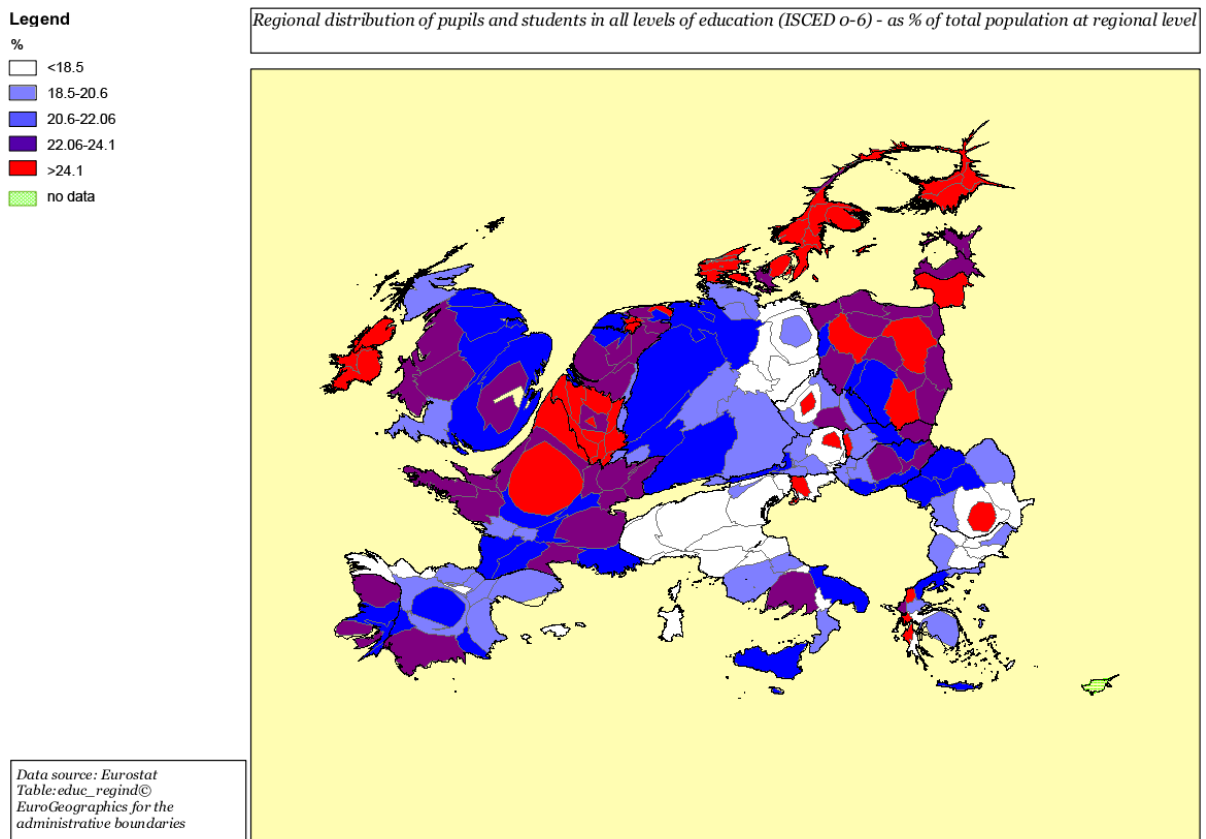 Legend
%
<18.5
18.5-20.6
20.6-22.06
22.06-24.1
>24.1
no data
Regional distribution of pupils and students in all levels of education (ISCED 0-6) - as % of total population at regional level
Data source: Eurostat
Table:educ_regind©
EuroGeographics for the
administrative boundaries